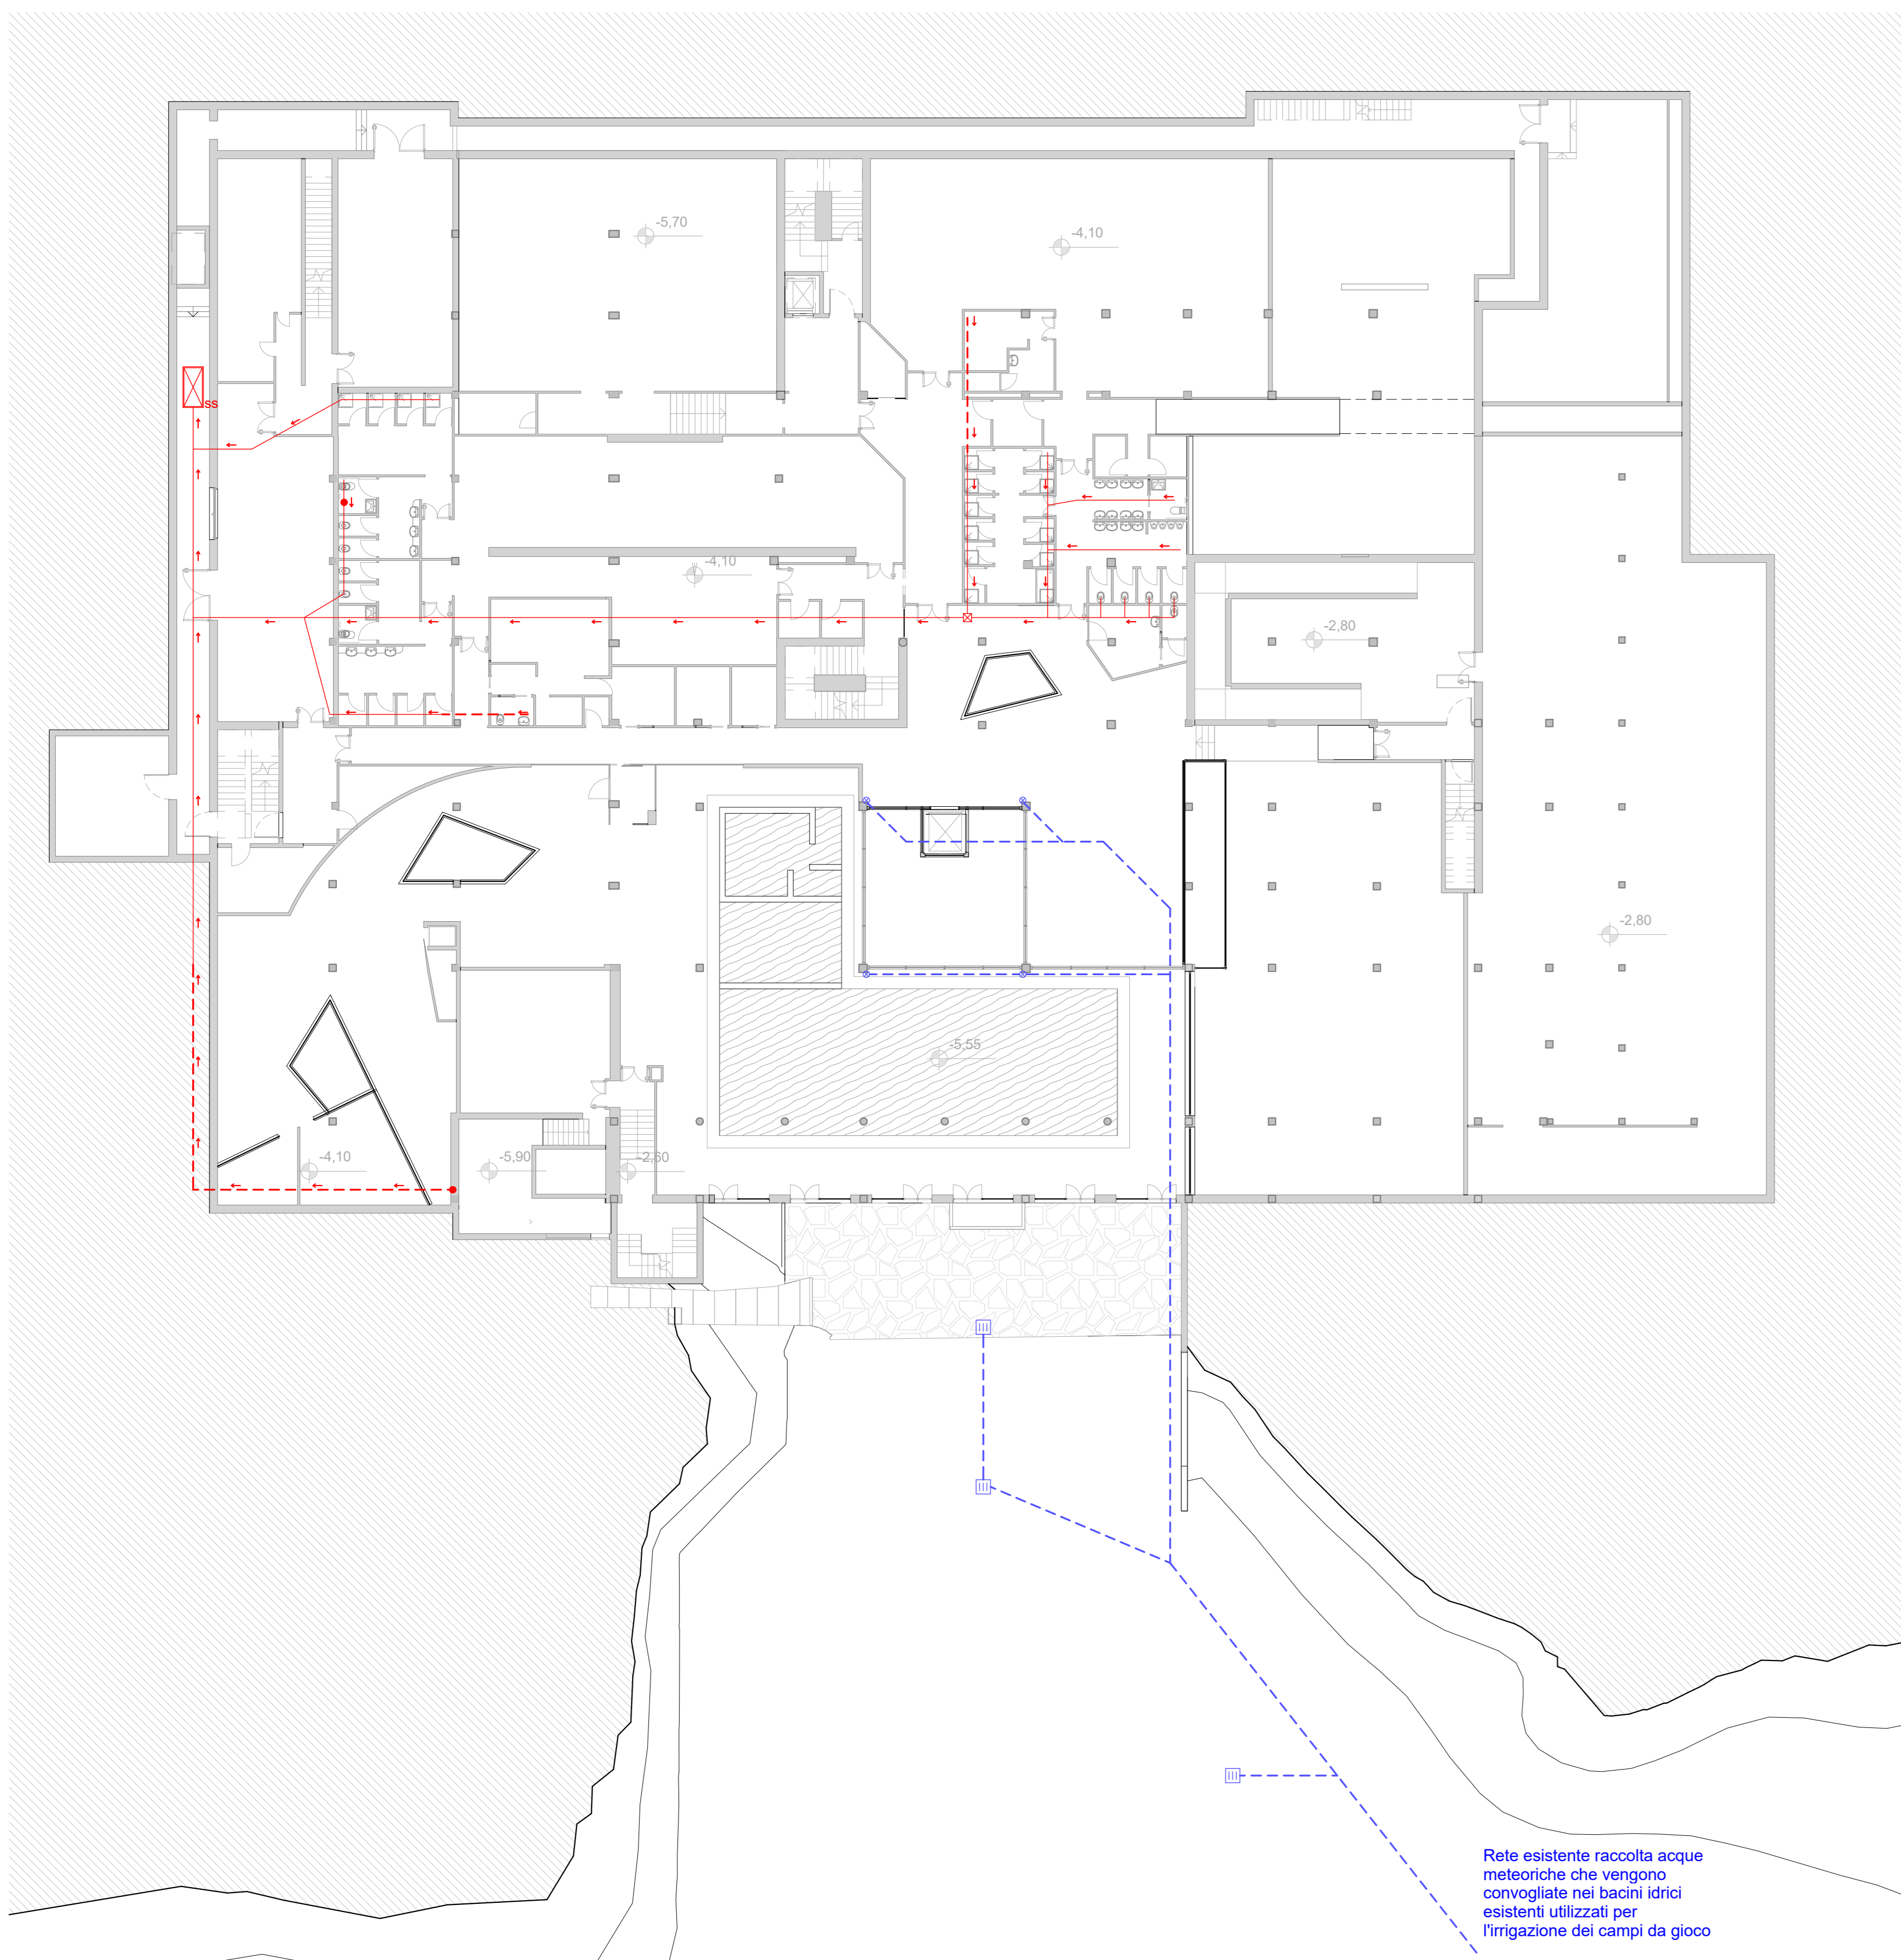 -5,70
-4,10
SS
-4,10
-2,80
-2,80
-5,55
-4,10
-5,90
-2,60
Rete esistente raccolta acque
meteoriche che vengono
convogliate nei bacini idrici
esistenti utilizzati per
l'irrigazione dei campi da gioco